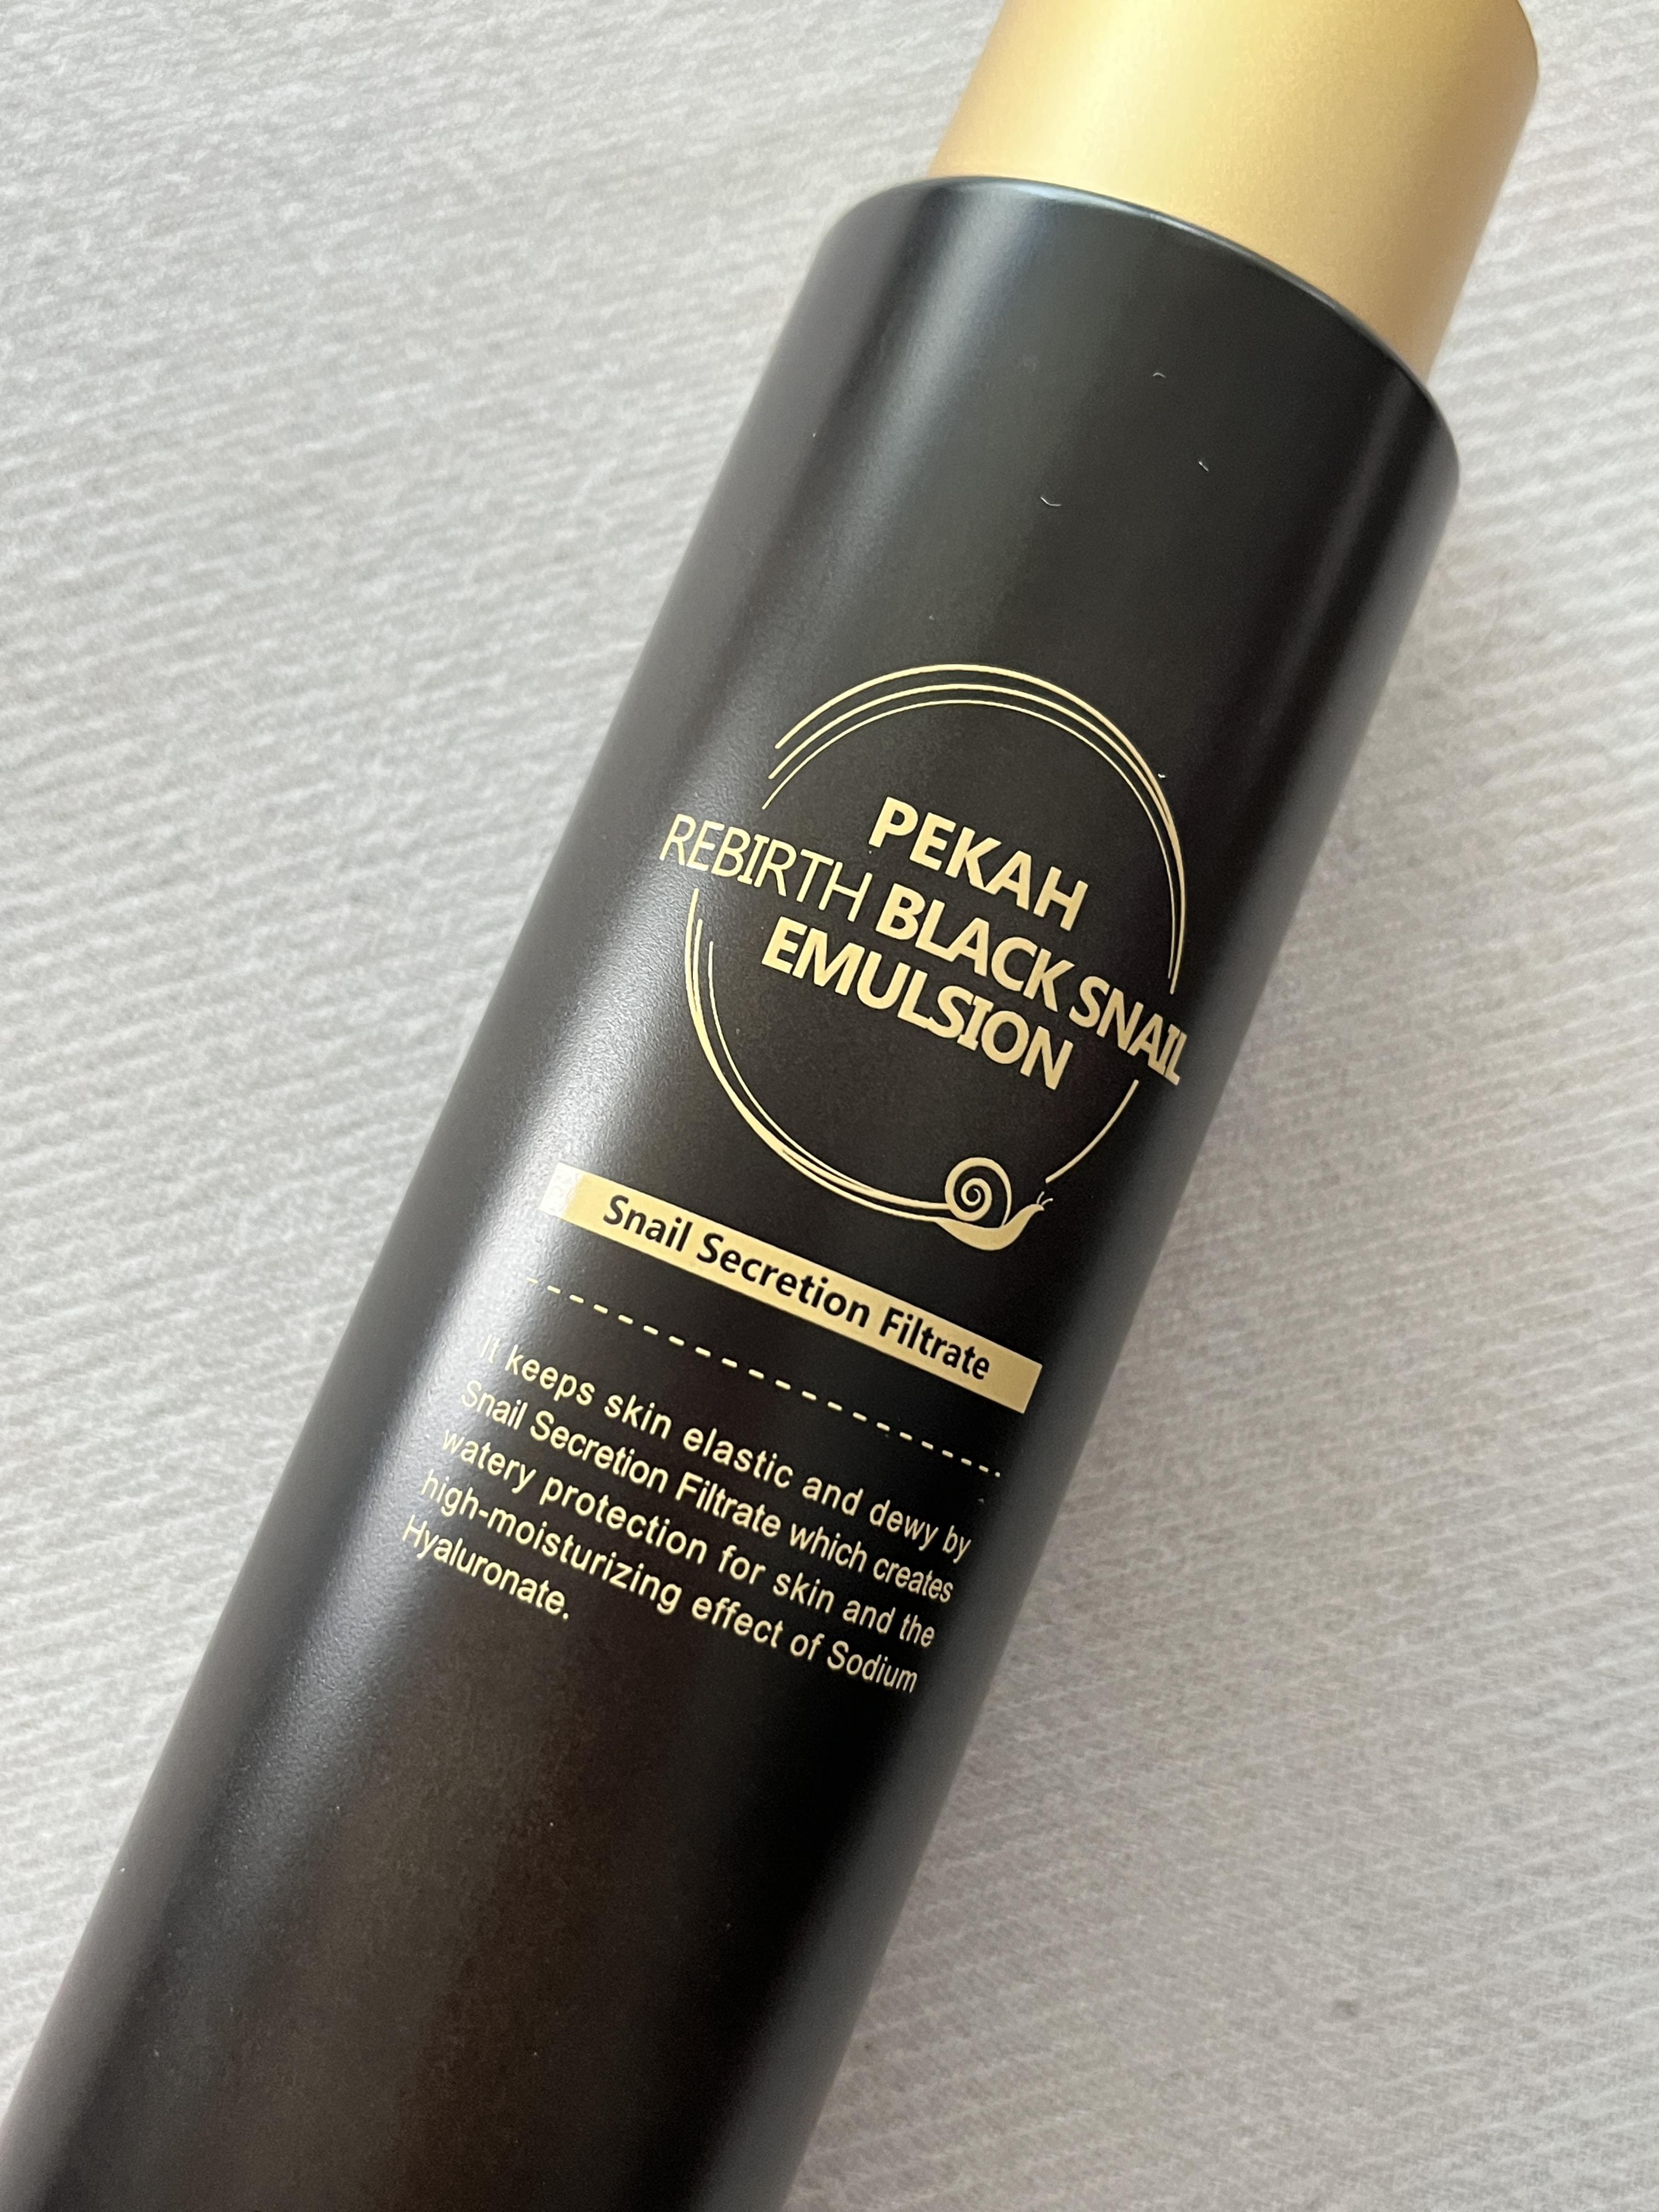 PEKAH
REBIRTH BLACK SNAIL
EMULSION
Snail Secretion Filtrate
It keeps skin elastic and dewy by
Snail Secretion Filtrate which creates
watery protection for skin and the
high-moisturizing effect of Sodium
Hyaluronate.